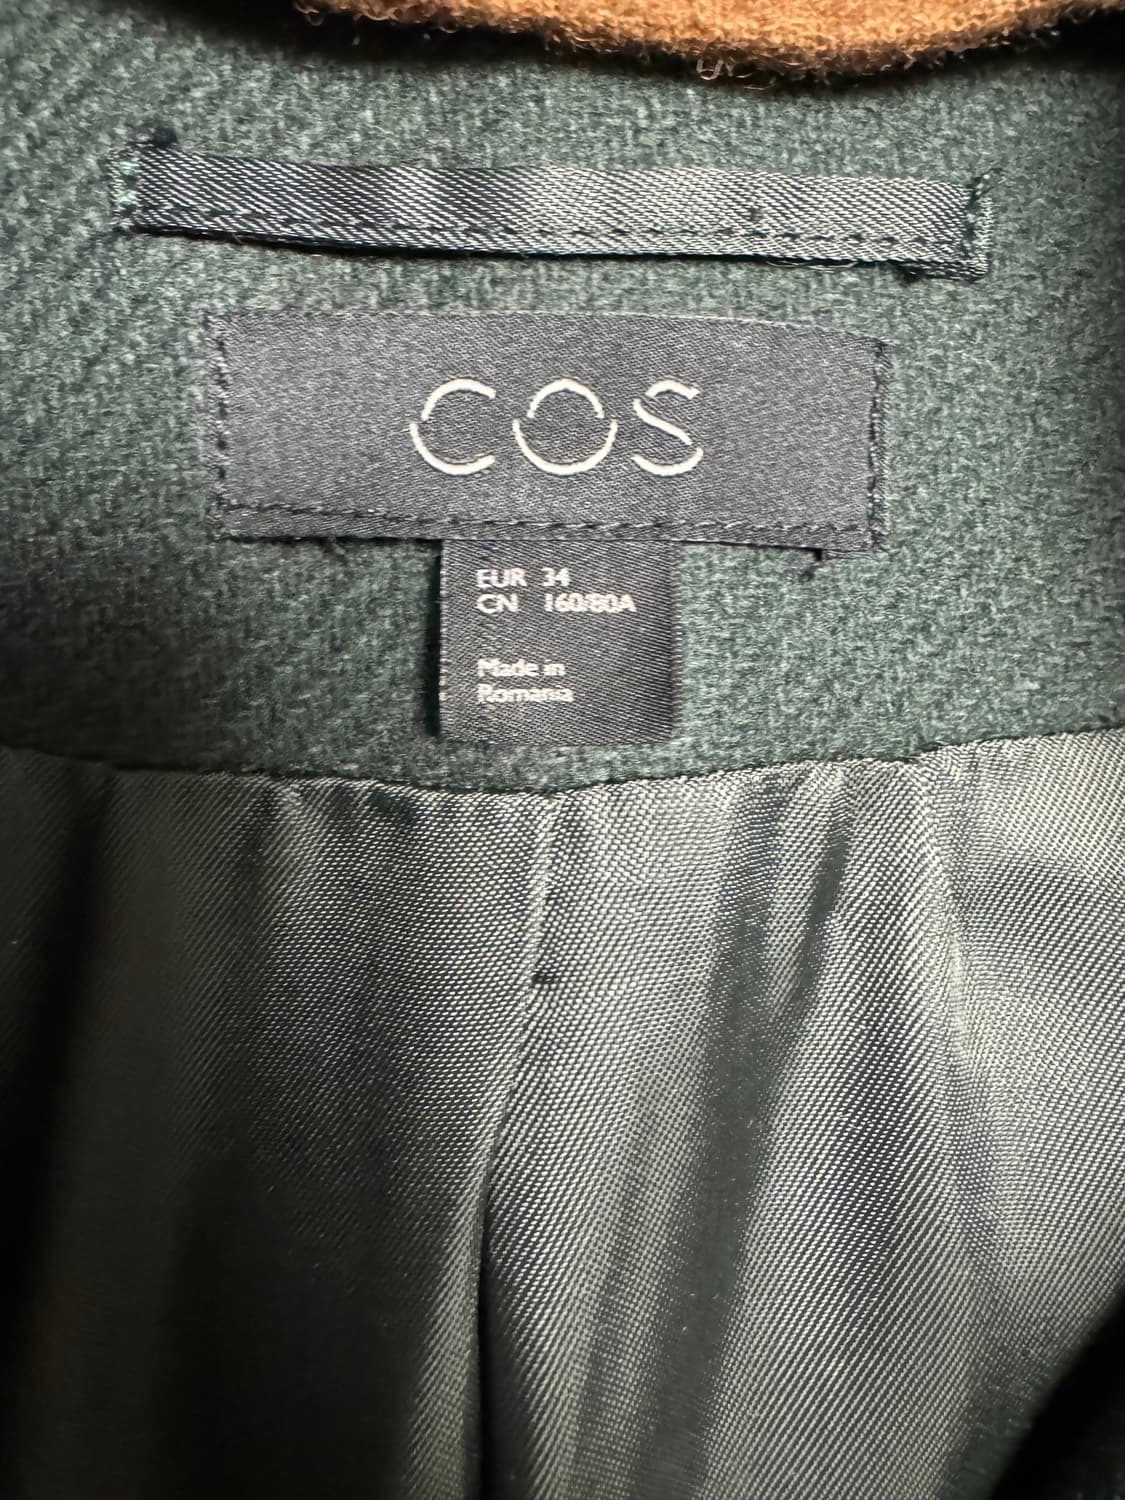 COS
EUR 34
CN 160/80A
Made in
Romania